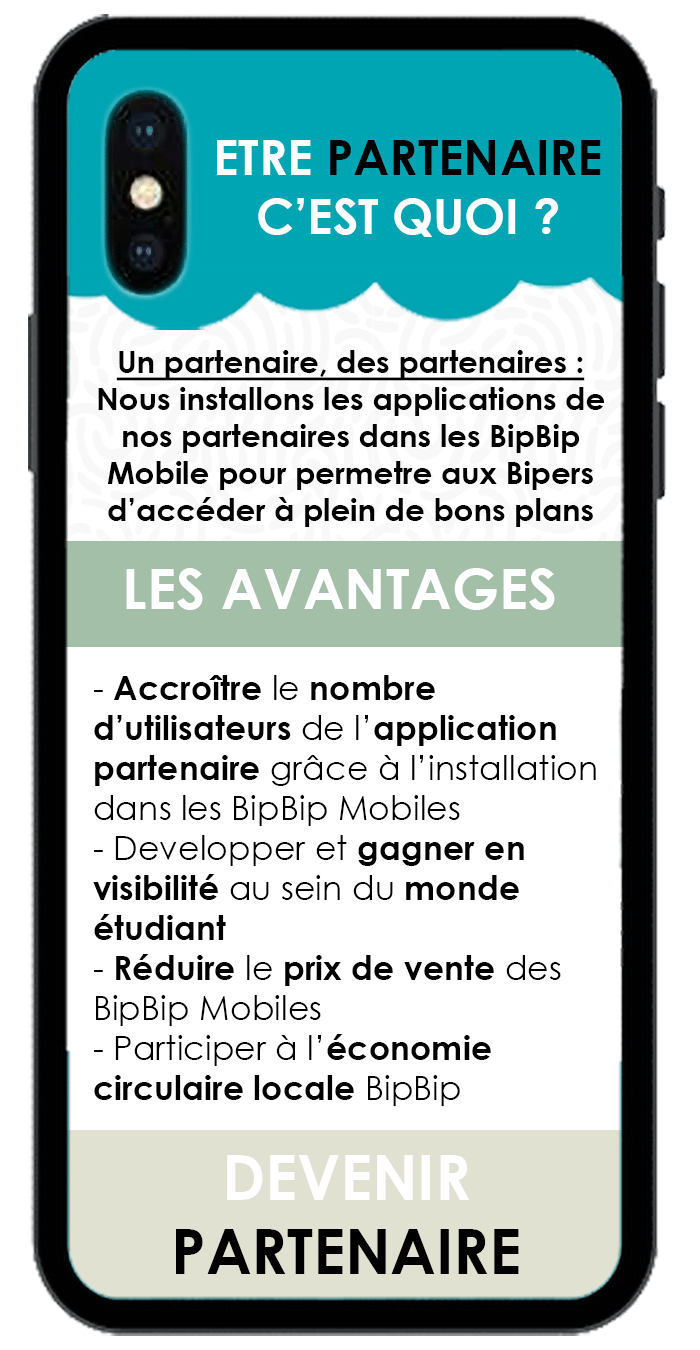 ETRE PARTENAIRE
C'EST QUOI ?
Un partenaire, des partenaires :
Nous installons les applications de
nos partenaires dans les BipBip
Mobile pour permetre aux Bipers
d'accéder à plein de bons plans
LES AVANTAGES
- Accroître le nombre
d'utilisateurs de l'application
partenaire grâce à l'installation
dans les BipBip Mobiles
- Developper et gagner en
visibilité au sein du monde
étudiant
- Réduire le prix de vente des
BipBip Mobiles
- Participer à l'économie
circulaire locale BipBip
DEVENIR
PARTENAIRE